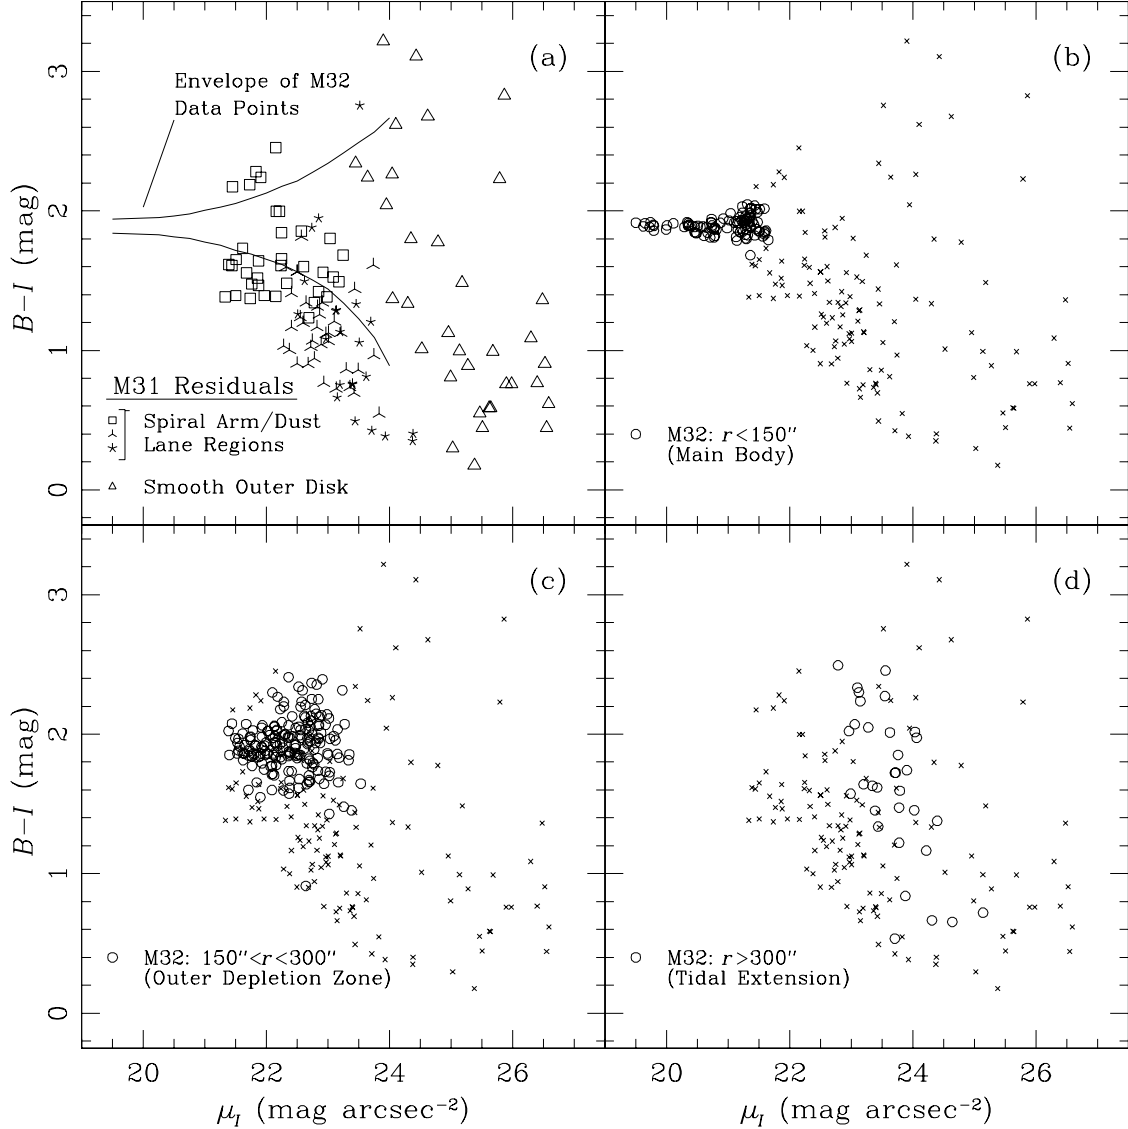 (a)
Envelope of M32
Data Points
M31 Residuals
Spiral Arm/Dust
Lane Regions
Smooth Outer Disk
3
2
1
0
B−I (mag)
(b)
M32: r<150"
(Main Body)
(c)
M32: 150"<r<300"
(Outer Depletion Zone)
3
2
1
0
B−I (mag)
20 22 24 26
μI (mag arcsec−2)
(d)
M32: r>300"
(Tidal Extension)
20 22 24 26
μI (mag arcsec−2)